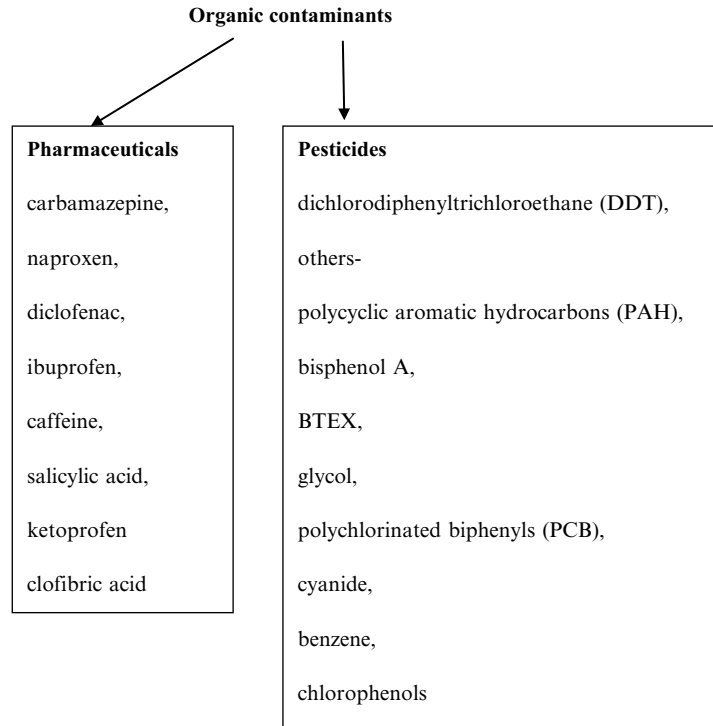 Organic contaminants
Pharmaceuticals
carbamazepine,
naproxen,
diclofenac,
ibuprofen,
caffeine,
salicylic acid,
ketoprofen
clofibric acid
Pesticides
dichlorodiphenyltrichloroethane (DDT),
others-
polycyclic aromatic hydrocarbons (PAH),
bisphenol A,
BTEX,
glycol,
polychlorinated biphenyls (PCB),
cyanide,
benzene,
chlorophenols